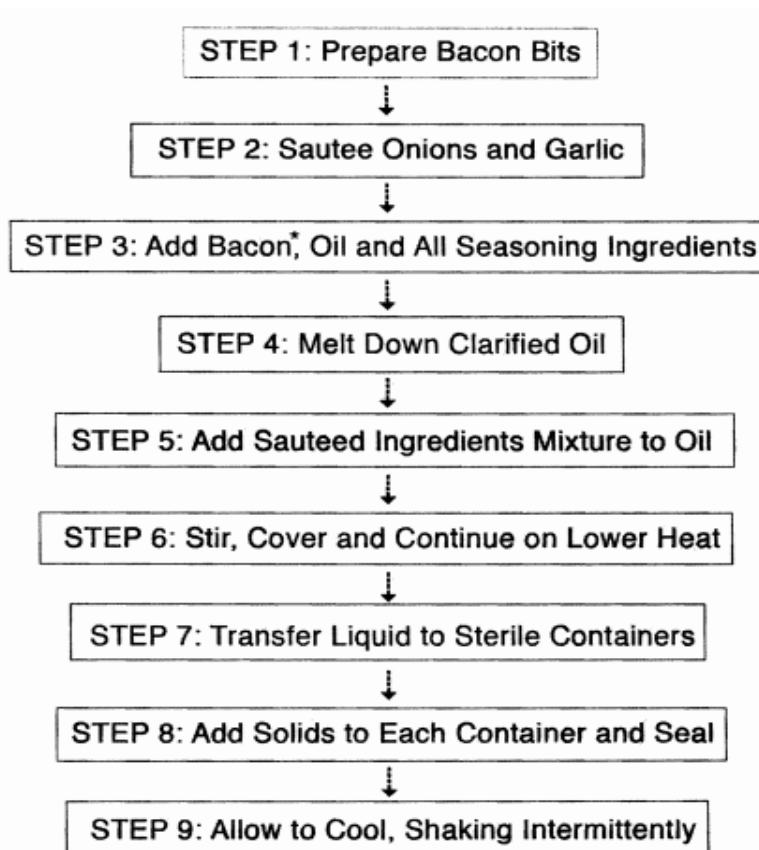 STEP 1: Prepare Bacon Bits
STEP 2: Sautee Onions and Garlic
STEP 3: Add Bacon*, Oil and All Seasoning Ingredients
STEP 4: Melt Down Clarified Oil
STEP 5: Add Sauteed Ingredients Mixture to Oil
STEP 6: Stir, Cover and Continue on Lower Heat
STEP 7: Transfer Liquid to Sterile Containers
STEP 8: Add Solids to Each Container and Seal
STEP 9: Allow to Cool, Shaking Intermittently